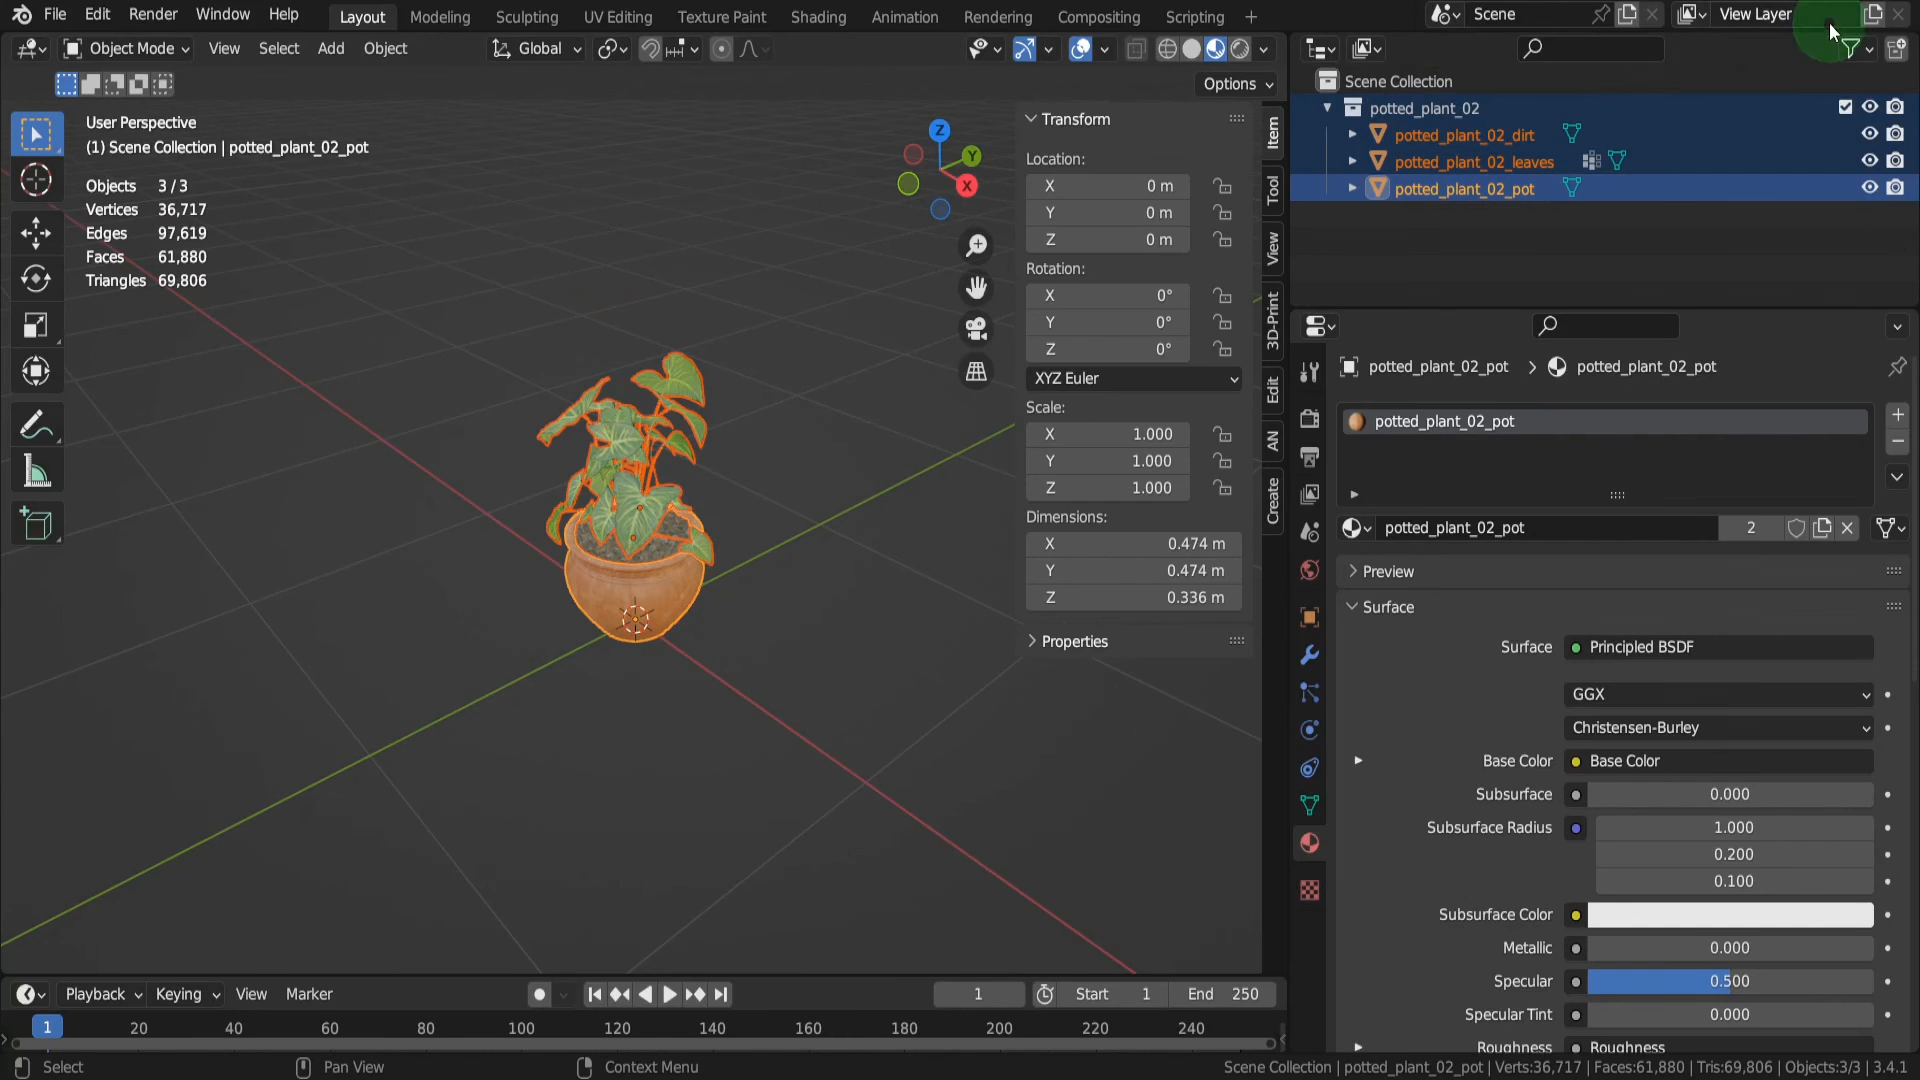 File Edit Render Window Help Layout Modeling Sculpting UV Editing Texture Paint Shading Animation Rendering Compositing Scripting + Scene View Layer
Object Mode View Select Add Object Global
Options
User Perspective
(1) Scene Collection | potted_plant_02_pot
Objects 3 / 3
Vertices 36,717
Edges 97,619
Faces 61,880
Triangles 69,806
Z
Y
X
Transform
Location:
X 0 m
Y 0 m
Z 0 m
Rotation:
X 0°
Y 0°
Z 0°
XYZ Euler
Scale:
X 1.000
Y 1.000
Z 1.000
Dimensions:
X 0.474 m
Y 0.474 m
Z 0.336 m
Properties
Item
Tool
View
3D-Print
Edit
AN
Create
Scene Collection
potted_plant_02
potted_plant_02_dirt
potted_plant_02_leaves
potted_plant_02_pot
potted_plant_02_pot > potted_plant_02_pot
potted_plant_02_pot
potted_plant_02_pot 2
Preview
Surface
Surface Principled BSDF
GGX
Christensen-Burley
Base Color Base Color
Subsurface 0.000
Subsurface Radius 1.000
0.200
0.100
Subsurface Color
Metallic 0.000
Specular 0.500
Specular Tint 0.000
Roughness Roughness
Playback Keying View Marker 1 Start 1 End 250
1 20 40 60 80 100 120 140 160 180 200 220 240
Select Pan View Context Menu Scene Collection | potted_plant_02_pot | Verts:36,717 | Faces:61,880 | Tris:69,806 | Objects:3/3 | 3.4.1